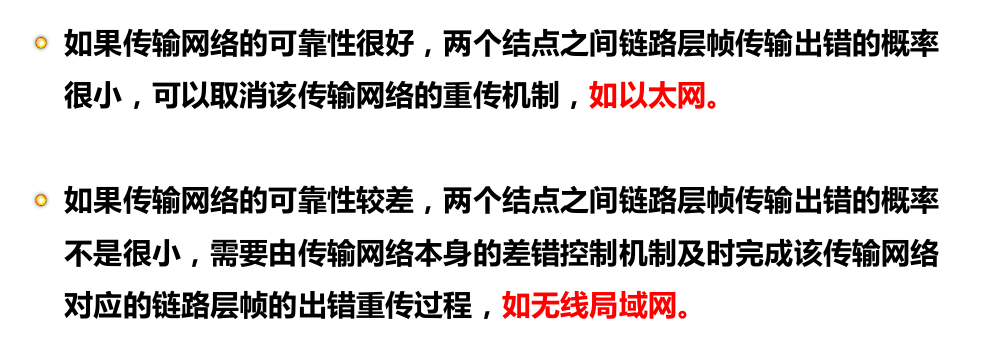 如果传输网络的可靠性很好，两个结点之间链路层帧传输出错的概率
很小，可以取消该传输网络的重传机制，如以太网。
如果传输网络的可靠性较差，两个结点之间链路层帧传输出错的概率
不是很小，需要由传输网络本身的差错控制机制及时完成该传输网络
对应的链路层帧的出错重传过程，如无线局域网。